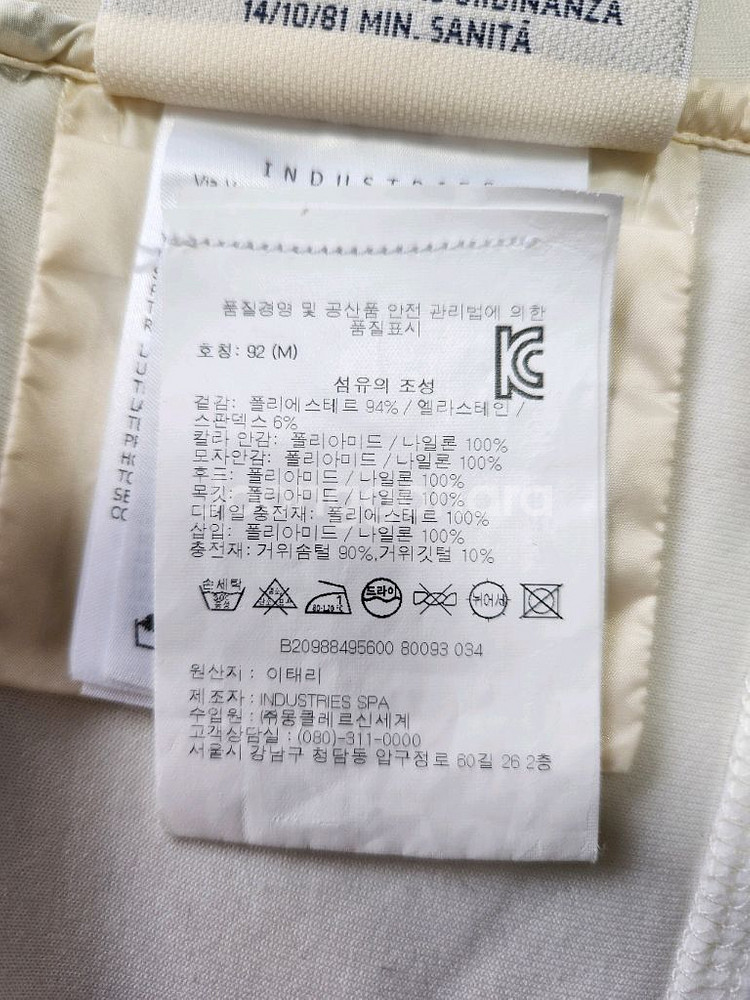 ORDINANZA
14/10/81 MIN. SANITÁ
INDUSTRIES
품질경영 및 공산품 안전 관리법에 의한
품질표시
호칭: 92 (M)
섬유의 조성
겉감: 폴리에스테르 94% / 엘라스테인 /
스판덱스 6%
칼라 안감: 폴리아미드 / 나일론 100%
모자안감: 폴리아미드 / 나일론 100%
후드: 폴리아미드 / 나일론 100%
목깃: 폴리아미드 / 나일론 100%
디테일 충전재: 폴리에스테르 100%
삽입: 폴리아미드 / 나일론 100%
충전재: 거위솜털 90%,거위깃털 10%
손세탁
드라이
뉘어서
B20988495600 80093 034
원산지 : 이태리
제조자 : INDUSTRIES SPA
수입원 : ㈜몽클레르신세계
고객상담실 : (080)-311-0000
서울시 강남구 청담동 압구정로 60길 26 2층